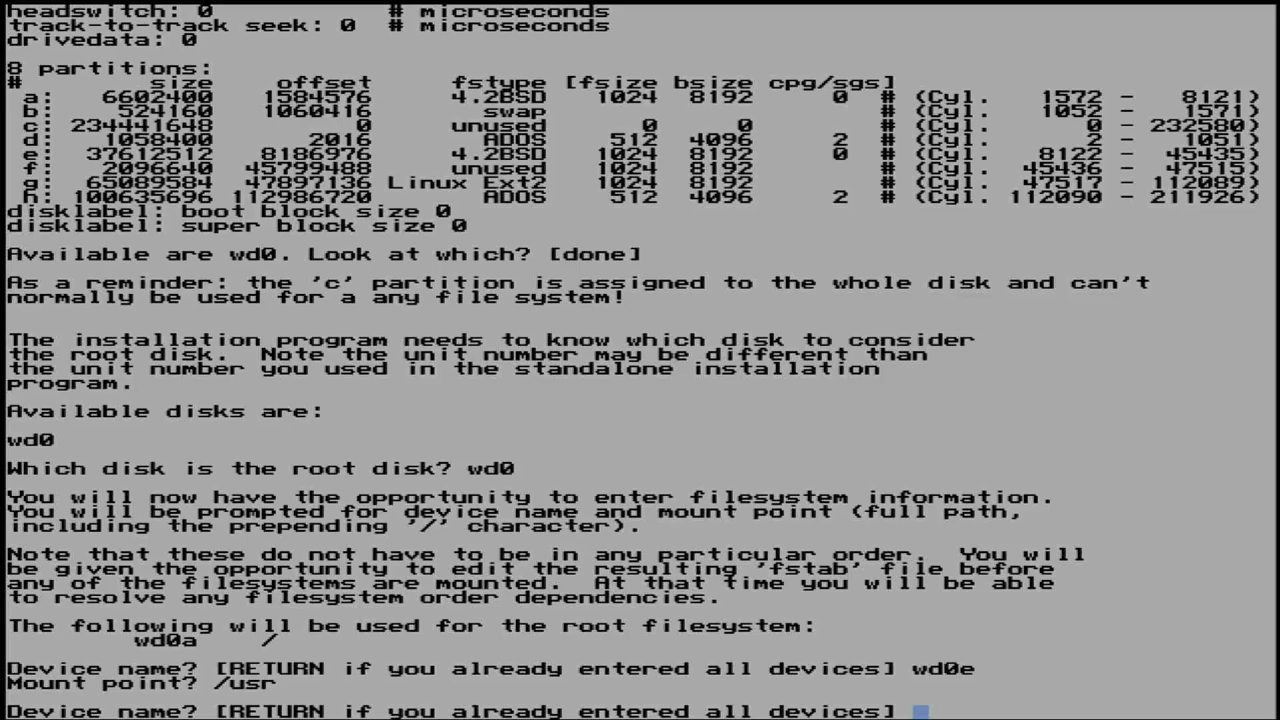 headswitch: 0           # microseconds
track-to-track seek: 0  # microseconds
drivedata: 0
8 partitions:
#        size    offset     fstype [fsize bsize cpg/sgs]
a: 6602400 1584576 4.2BSD 1024 8192 0 # (Cyl. 1572 - 8121)
b: 524160 1060416 swap # (Cyl. 1052 - 1571)
c: 234441648 0 unused 0 0 # (Cyl. 0 - 232580)
d: 1058400 2016 ADOS 512 4096 2 # (Cyl. 2 - 1051)
e: 37612512 8186976 4.2BSD 1024 8192 0 # (Cyl. 8122 - 45435)
f: 2096640 45799488 unused 1024 8192 # (Cyl. 45436 - 47515)
g: 65089584 47897136 Linux Ext2 1024 8192 # (Cyl. 47517 - 112089)
h: 100635696 112986720 ADOS 512 4096 2 # (Cyl. 112090 - 211926)
disklabel: boot block size 0
disklabel: super block size 0
Available are wd0. Look at which? [done]
As a reminder: the 'c' partition is assigned to the whole disk and can't
normally be used for a any file system!
The installation program needs to know which disk to consider
the root disk.  Note the unit number may be different than
the unit number you used in the standalone installation
program.
Available disks are:
wd0
Which disk is the root disk? wd0
You will now have the opportunity to enter filesystem information.
You will be prompted for device name and mount point (full path,
including the prepending '/' character).
Note that these do not have to be in any particular order.  You will
be given the opportunity to edit the resulting 'fstab' file before
any of the filesystems are mounted.  At that time you will be able
to resolve any filesystem order dependencies.
The following will be used for the root filesystem:
wd0a /
Device name? [RETURN if you already entered all devices] wd0e
Mount point? /usr
Device name? [RETURN if you already entered all devices]